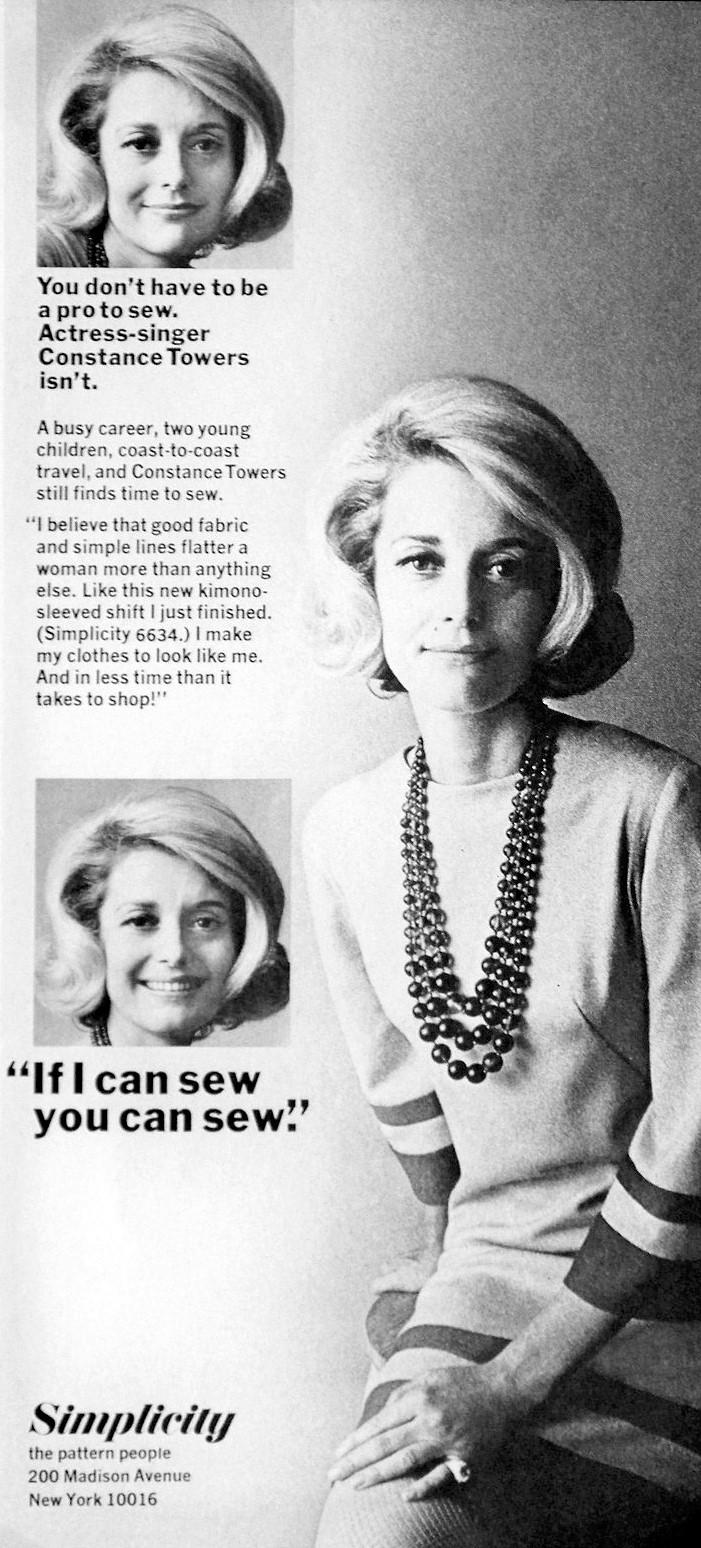 You don't have to be
a pro to sew.
Actress-singer
Constance Towers
isn't.
A busy career, two young
children, coast-to-coast
travel, and Constance Towers
still finds time to sew.
"I believe that good fabric
and simple lines flatter a
woman more than anything
else. Like this new kimono-
sleeved shift I just finished.
(Simplicity 6634.) I make
my clothes to look like me.
And in less time than it
takes to shop!"
"If I can sew
you can sew."
Simplicity
the pattern people
200 Madison Avenue
New York 10016